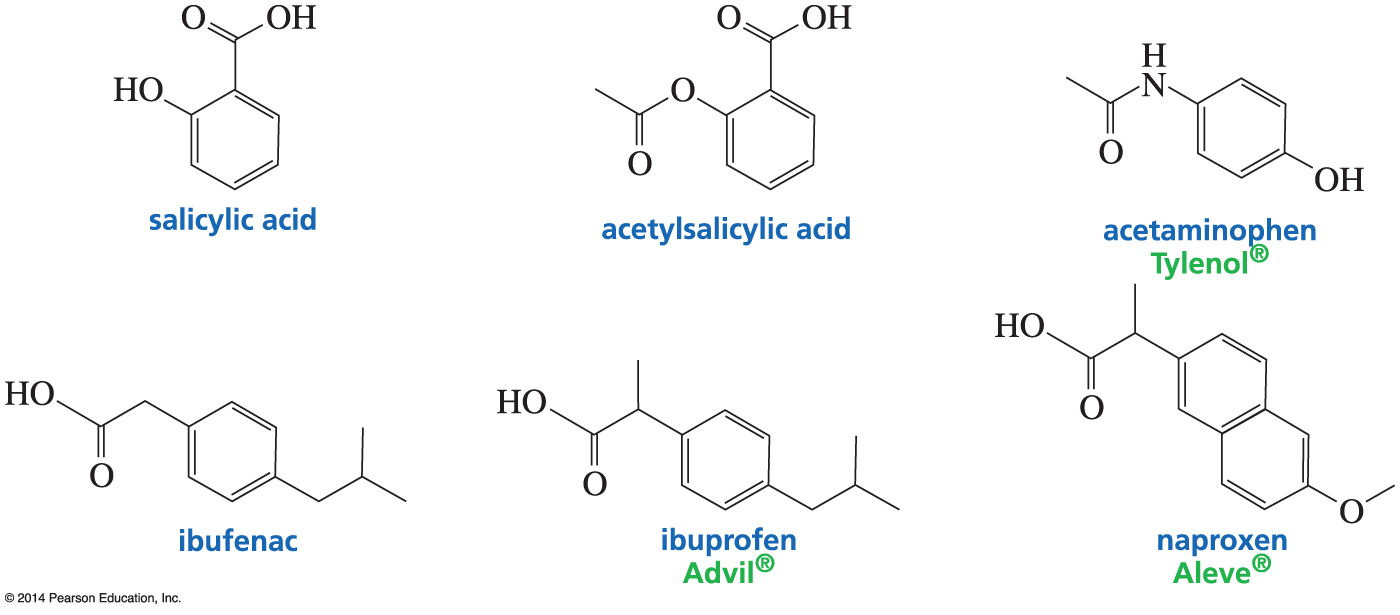 O OH
HO
salicylic acid
O OH
O
O
acetylsalicylic acid
H
N
O
OH
acetaminophen
Tylenol®
HO
O
ibufenac
HO
O
ibuprofen
Advil®
HO
O
O
naproxen
Aleve®
© 2014 Pearson Education, Inc.